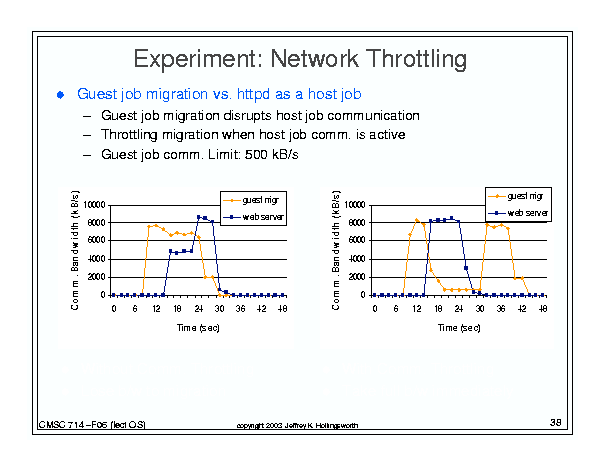 Experiment: Network Throttling
Guest job migration vs. httpd as a host job
– Guest job migration disrupts host job communication
– Throttling migration when host job comm. is active
– Guest job comm. Limit: 500 kB/s
Comm. Bandwidth (kB/s)
10000
8000
6000
4000
2000
0
0 6 12 18 24 30 36 42 48
Time (sec)
guest mgr
web server
Comm. Bandwidth (kB/s)
10000
8000
6000
4000
2000
0
0 6 12 18 24 30 36 42 48
Time (sec)
guest mgr
web server
CMSC 714 –F06 (lect OS)
copyright 2003 Jeffrey K. Hollingsworth
38